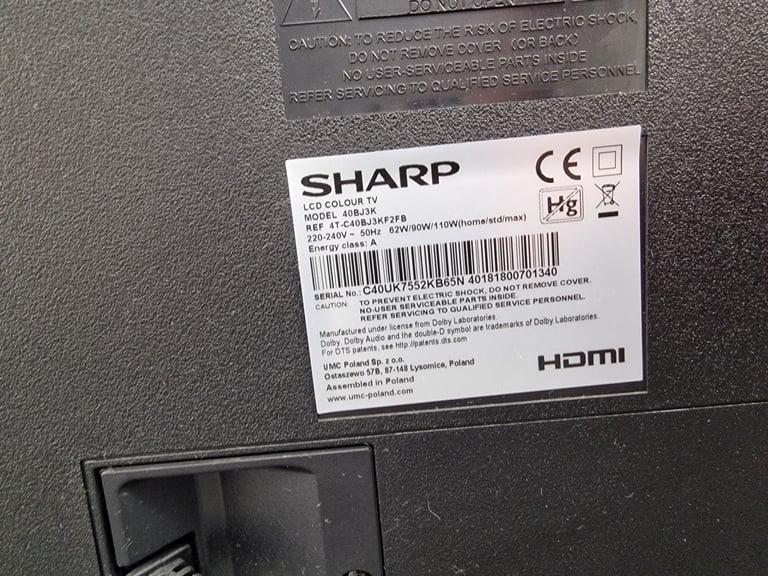 DO NOT OPEN
CAUTION: TO REDUCE THE RISK OF ELECTRIC SHOCK,
DO NOT REMOVE COVER (OR BACK)
NO USER-SERVICEABLE PARTS INSIDE
REFER SERVICING TO QUALIFIED SERVICE PERSONNEL
SHARP
CE
LCD COLOUR TV
MODEL 40BJ3K
REF 4T-C40BJ3KF2FB
220-240V ~ 50Hz 62W/90W/110W(home/std/max)
Energy class: A
Hg
SERIAL No.: C40UK7552KB65N 40181800701340
CAUTION: TO PREVENT ELECTRIC SHOCK, DO NOT REMOVE COVER.
NO-USER-SERVICEABLE PARTS INSIDE.
REFER SERVICING TO QUALIFIED SERVICE PERSONNEL.
Manufactured under license from Dolby Laboratories.
Dolby, Dolby Audio and the double-D symbol are trademarks of Dolby Laboratories.
For DTS patents, see http://patents.dts.com
UMC Poland Sp. z o.o.
Ostaszewo 57B, 87-148 Lysomice, Poland
Assembled in Poland
www.umc-poland.com
HDMI